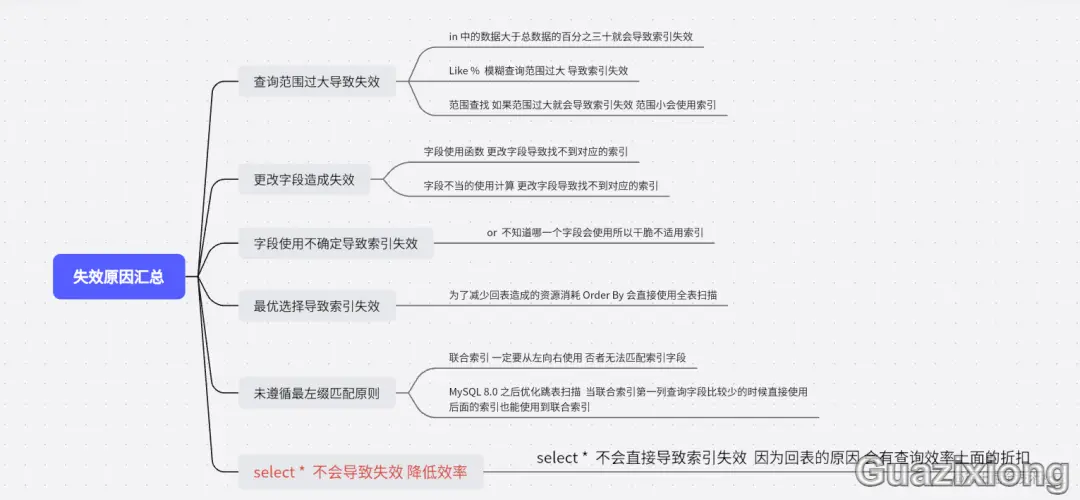 in 中的数据大于总数据的百分之三十就会导致索引失效
查询范围过大导致失效
Like % 模糊查询范围过大 导致索引失效
范围查找 如果范围过大就会导致索引失效 范围小会使用索引
字段使用函数 更改字段导致找不到对应的索引
更改字段造成失效
字段不当的使用计算 更改字段导致找不到对应的索引
字段使用不确定导致索引失效
or 不知道哪一个字段会使用所以干脆不适用索引
失效原因汇总
最优选择导致索引失效
为了减少回表造成的资源消耗 Order By 会直接使用全表扫描
联合索引 一定要从左向右使用 否者无法匹配索引字段
未遵循最左缀匹配原则
MySQL 8.0 之后优化跳表扫描 当联合索引第一列查询字段比较少的时候直接使用
后面的索引也能使用到联合索引
select * 不会导致失效 降低效率
select * 不会直接导致索引失效 因为回表的原因 会有查询效率上面的折扣
Guazixiong